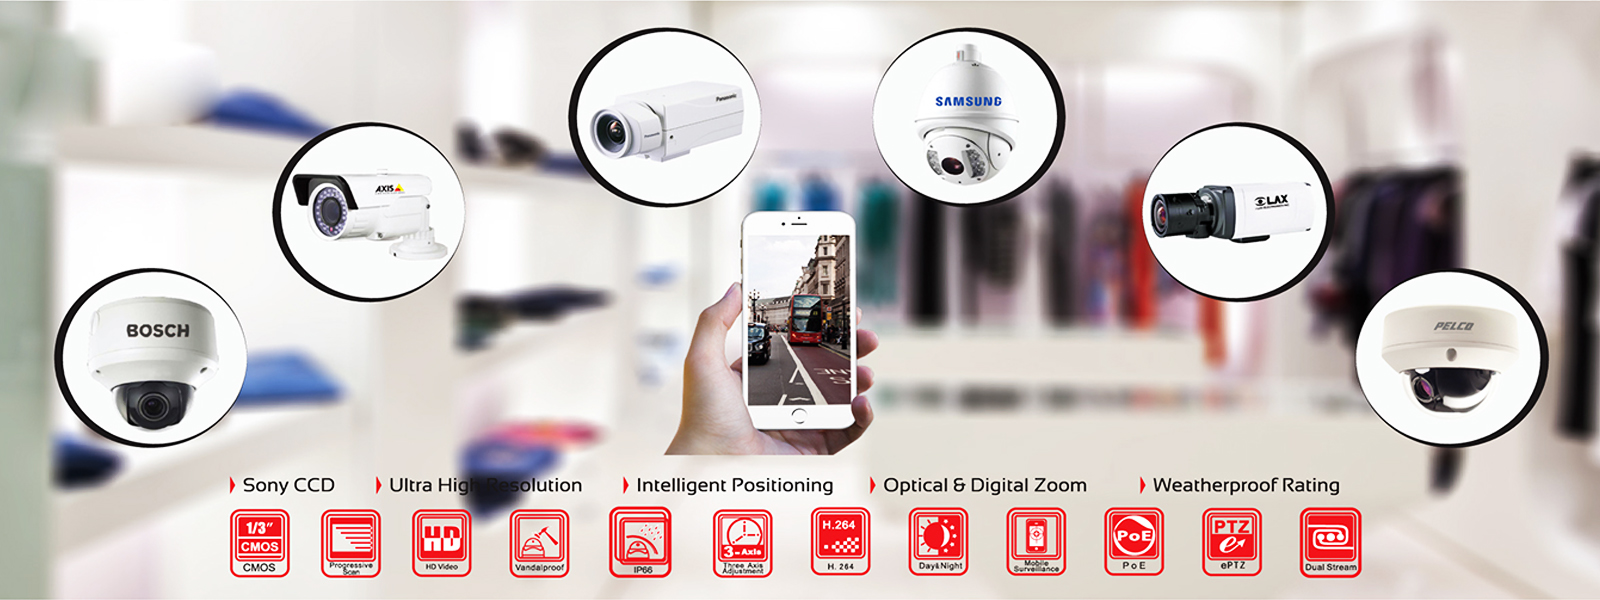 Panasonic
Panasonic
SAMSUNG
AXIS
LAX
BOSCH
PELCO
Sony CCD
Ultra High Resolution
Intelligent Positioning
Optical & Digital Zoom
Weatherproof Rating
1/3"
CMOS
CMOS
Progressive
Scan
HD
HD Video
Vandalproof
IP66
3-Axis
Three Axis
Adjustment
H.264
H. 264
Day&Night
Mobile
Surveillance
PoE
PoE
PTZ
e
ePTZ
Dual Stream